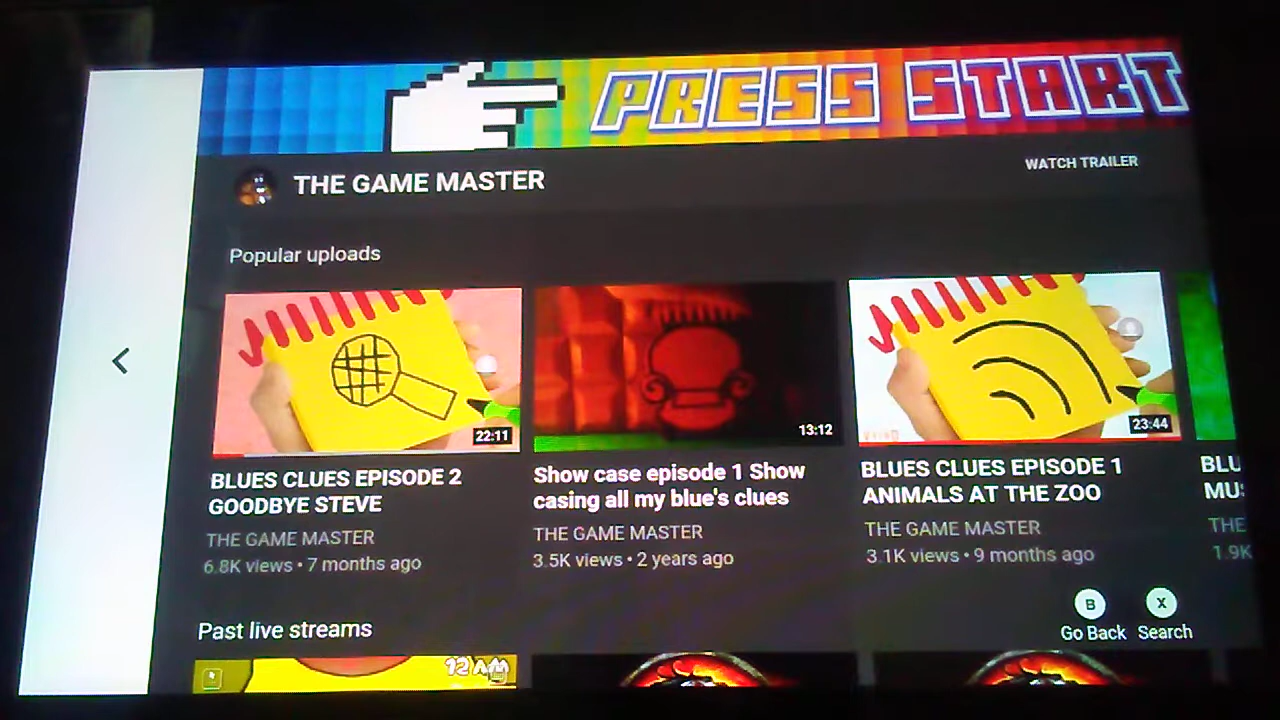 PRESS START
THE GAME MASTER
WATCH TRAILER
Popular uploads
22:11
13:12
23:44
BLUES CLUES EPISODE 2
GOODBYE STEVE
THE GAME MASTER
6.8K views • 7 months ago
Show case episode 1 Show
casing all my blue's clues
THE GAME MASTER
3.5K views • 2 years ago
BLUES CLUES EPISODE 1
ANIMALS AT THE ZOO
THE GAME MASTER
3.1K views • 9 months ago
BLU
MUS
THE
1.9K
B
Go Back
X
Search
Past live streams
12 AM